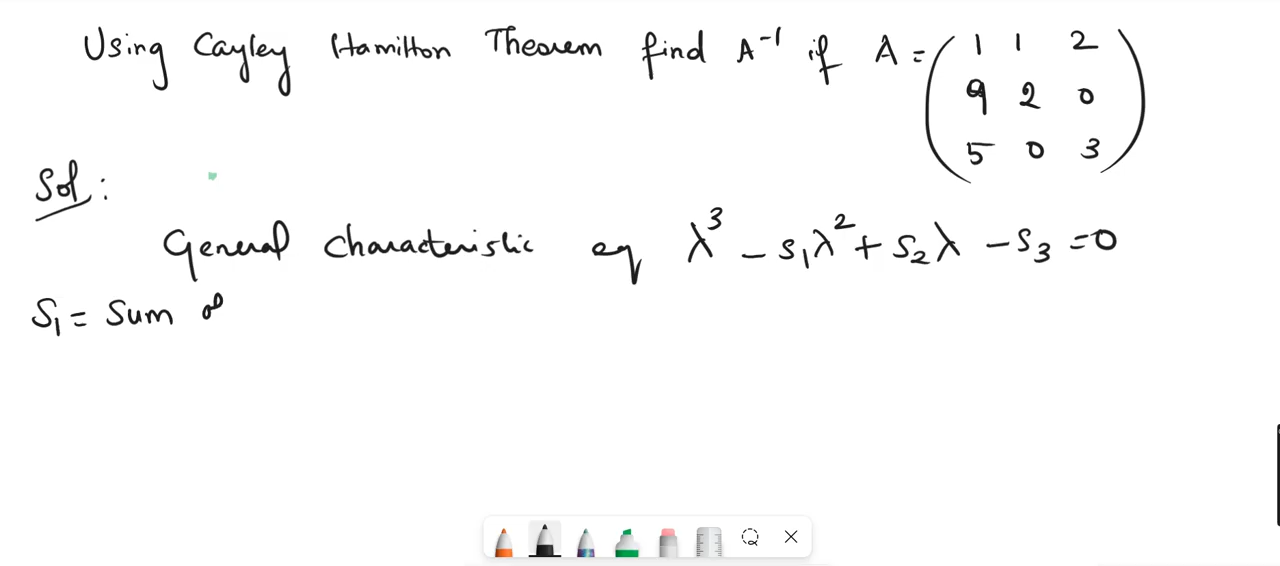 Using Cayley Hamilton Theorem find A⁻¹ if A = ( 1 1 2
9 2 0
5 0 3 )
Sol:
General characteristic eq λ³ - S₁λ² + S₂λ - S₃ = 0
S₁ = Sum